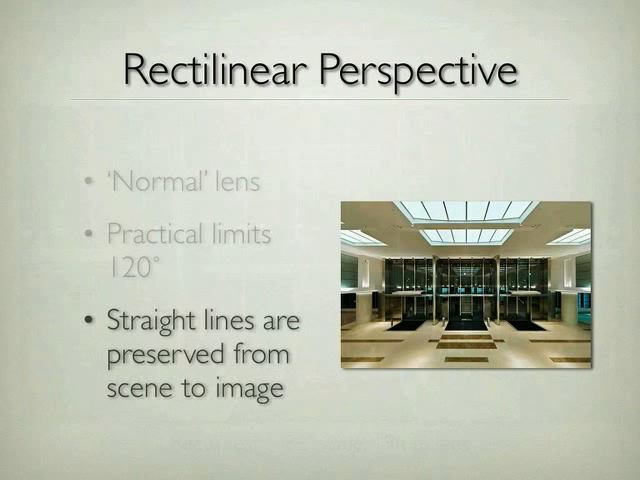 Rectilinear Perspective
• ‘Normal’ lens
• Practical limits
120°
• Straight lines are
preserved from
scene to image